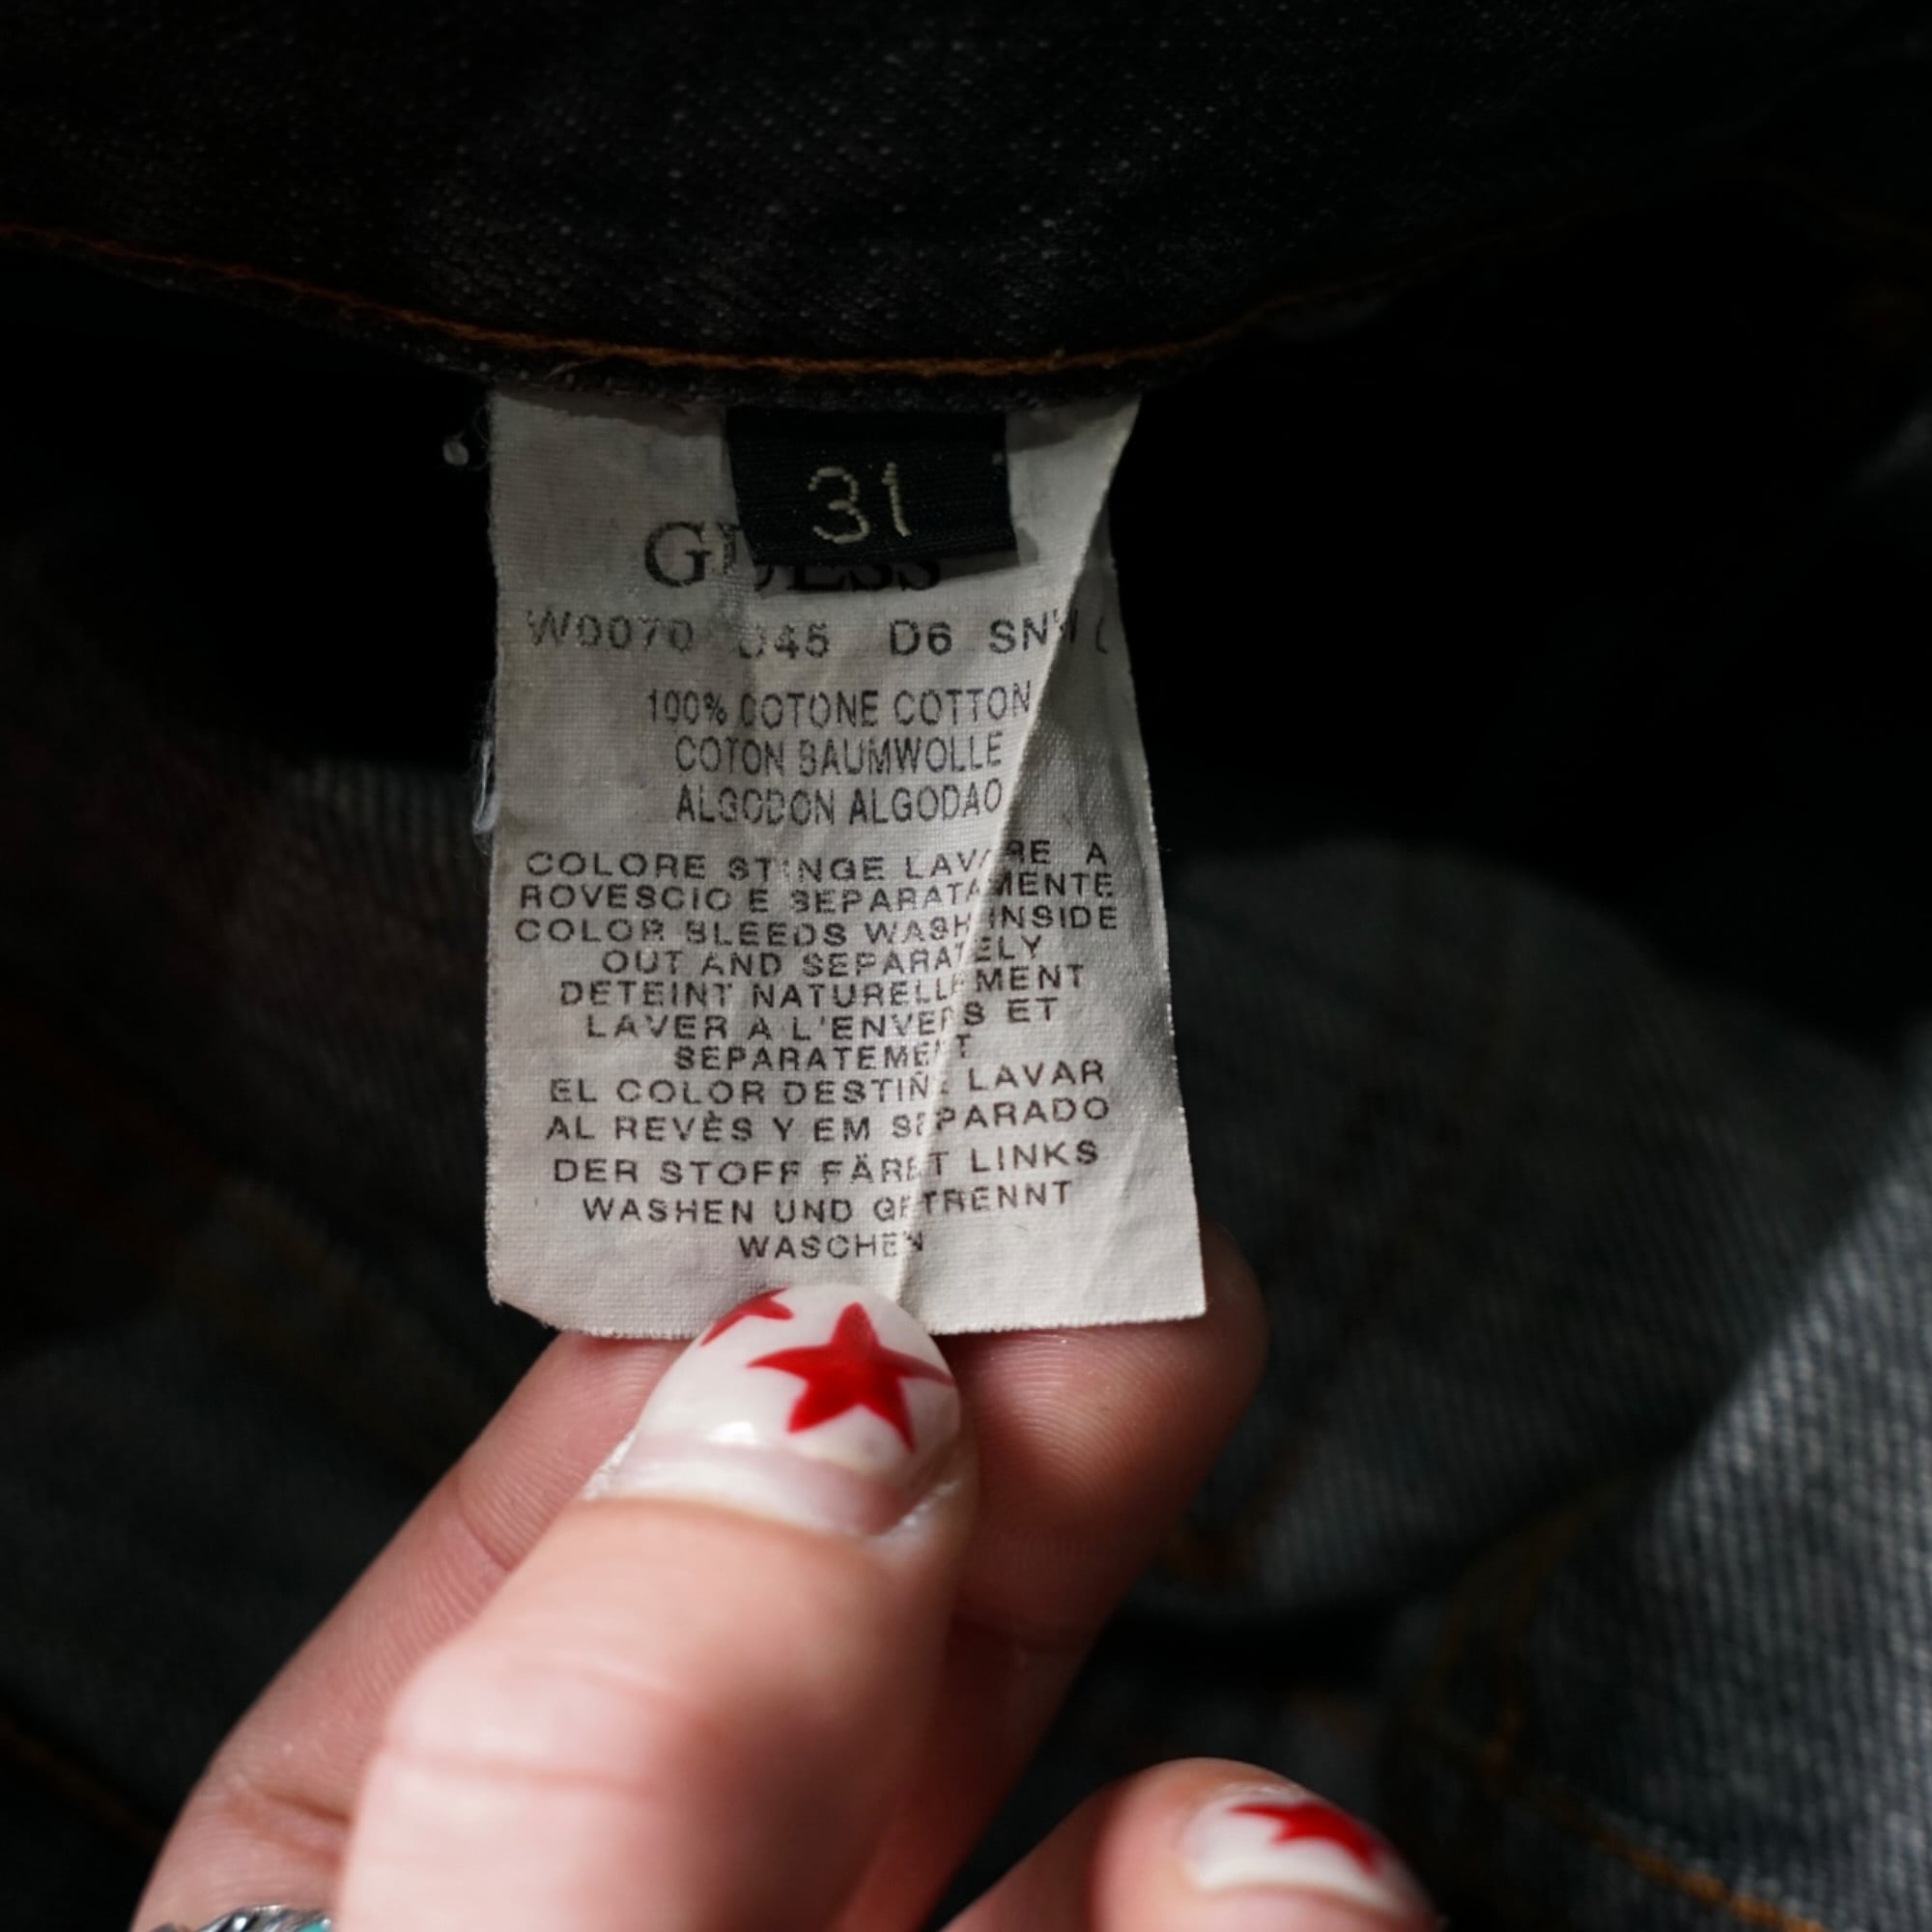 31
GUESS
W0070 D45 D6 SNW
100% COTONE COTTON
COTON BAUMWOLLE
ALGODON ALGODAO
COLORE STINGE LAVARE A
ROVESCIO E SEPARATAMENTE
COLOR BLEEDS WASH INSIDE
OUT AND SEPARATELY
DETEINT NATURELLEMENT
LAVER A L'ENVERS ET
SEPARATEMENT
EL COLOR DESTIÑE LAVAR
AL REVÈS Y EM SEPARADO
DER STOFF FÄRBT LINKS
WASHEN UND GETRENNT
WASCHEN